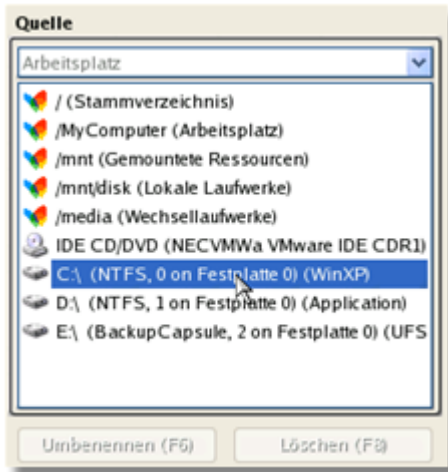 Quelle
Arbeitsplatz
/ (Stammverzeichnis)
/MyComputer (Arbeitsplatz)
/mnt (Gemountete Ressourcen)
/mnt/disk (Lokale Laufwerke)
/media (Wechsellaufwerke)
IDE CD/DVD (NECVMWa VMware IDE CDR1)
C:\ (NTFS, 0 on Festplatte 0) (WinXP)
D:\ (NTFS, 1 on Festplatte 0) (Application)
E:\ (BackupCapsule, 2 on Festplatte 0) (UFS
Umbenennen (F6)
Löschen (F8)